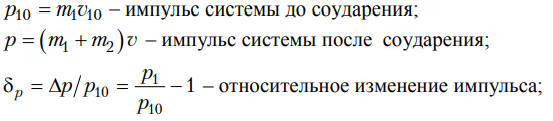 p₁₀ = m₁v₁₀ – импульс системы до соударения;
p = (m₁ + m₂)v – импульс системы после соударения;
δₚ = Δp/p₁₀ = p₁/p₁₀ − 1 – относительное изменение импульса;